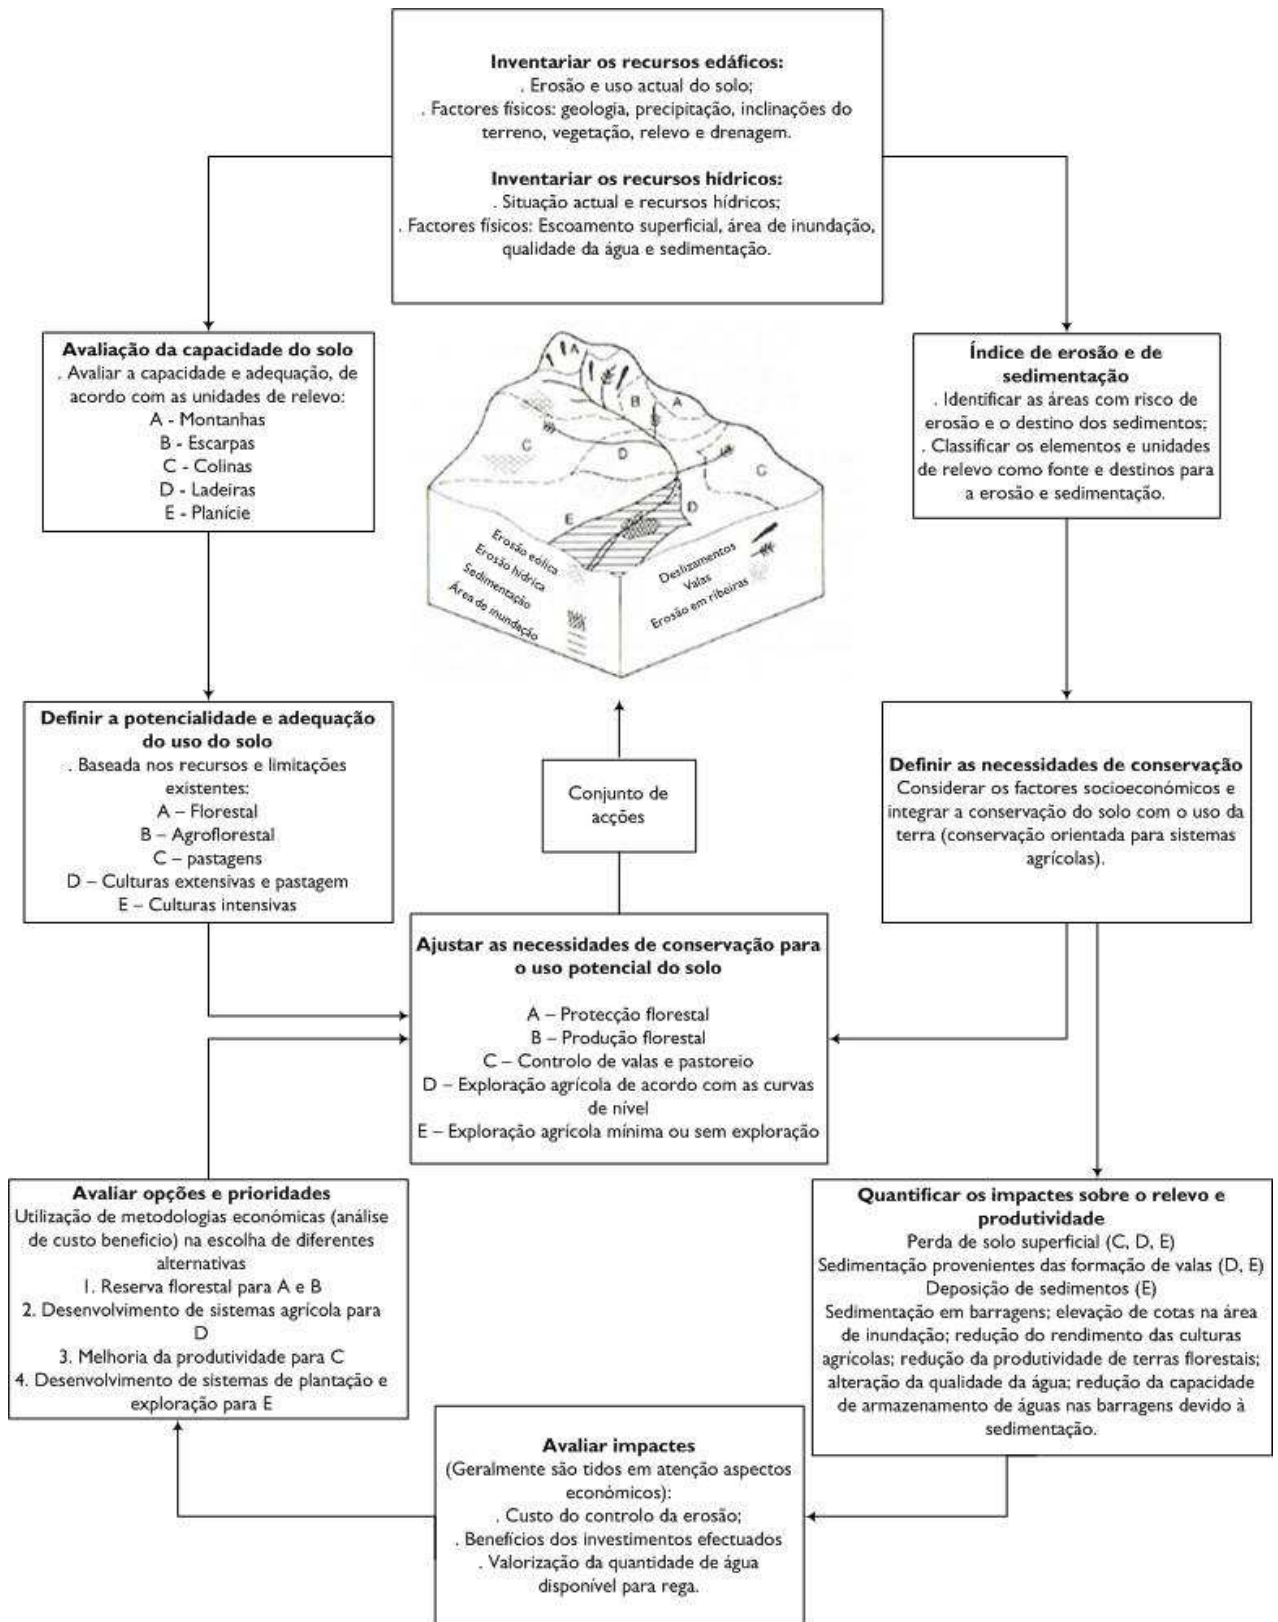 Inventariar os recursos edáficos:
. Erosão e uso actual do solo;
. Factores físicos: geologia, precipitação, inclinações do
terreno, vegetação, relevo e drenagem.
Inventariar os recursos hídricos:
. Situação actual e recursos hídricos;
. Factores físicos: Escoamento superficial, área de inundação,
qualidade da água e sedimentação.
Avaliação da capacidade do solo
. Avaliar a capacidade e adequação, de
acordo com as unidades de relevo:
A - Montanhas
B - Escarpas
C - Colinas
D - Ladeiras
E - Planície
A
B
A
C
D
C
E
D
Erosão eólica
Erosão hídrica
Sedimentação
Área de inundação
Deslizamentos
Valas
Erosão em ribeiras
Índice de erosão e de
sedimentação
. Identificar as áreas com risco de
erosão e o destino dos sedimentos;
. Classificar os elementos e unidades
de relevo como fonte e destinos para
a erosão e sedimentação.
Definir a potencialidade e adequação
do uso do solo
. Baseada nos recursos e limitações
existentes:
A – Florestal
B – Agroflorestal
C – pastagens
D – Culturas extensivas e pastagem
E – Culturas intensivas
Conjunto de
acções
Definir as necessidades de conservação
Considerar os factores socioeconómicos e
integrar a conservação do solo com o uso da
terra (conservação orientada para sistemas
agrícolas).
Ajustar as necessidades de conservação para
o uso potencial do solo
A – Protecção florestal
B – Produção florestal
C – Controlo de valas e pastoreio
D – Exploração agrícola de acordo com as curvas
de nível
E – Exploração agrícola mínima ou sem exploração
Avaliar opções e prioridades
Utilização de metodologias económicas (análise
de custo benefício) na escolha de diferentes
alternativas
1. Reserva florestal para A e B
2. Desenvolvimento de sistemas agrícola para
D
3. Melhoria da produtividade para C
4. Desenvolvimento de sistemas de plantação e
exploração para E
Quantificar os impactes sobre o relevo e
produtividade
Perda de solo superficial (C, D, E)
Sedimentação provenientes das formação de valas (D, E)
Deposição de sedimentos (E)
Sedimentação em barragens; elevação de cotas na área
de inundação; redução do rendimento das culturas
agrícolas; redução da produtividade de terras florestais;
alteração da qualidade da água; redução da capacidade
de armazenamento de águas nas barragens devido à
sedimentação.
Avaliar impactes
(Geralmente são tidos em atenção aspectos
económicos):
. Custo do controlo da erosão;
. Benefícios dos investimentos efectuados
. Valorização da quantidade de água
disponível para rega.